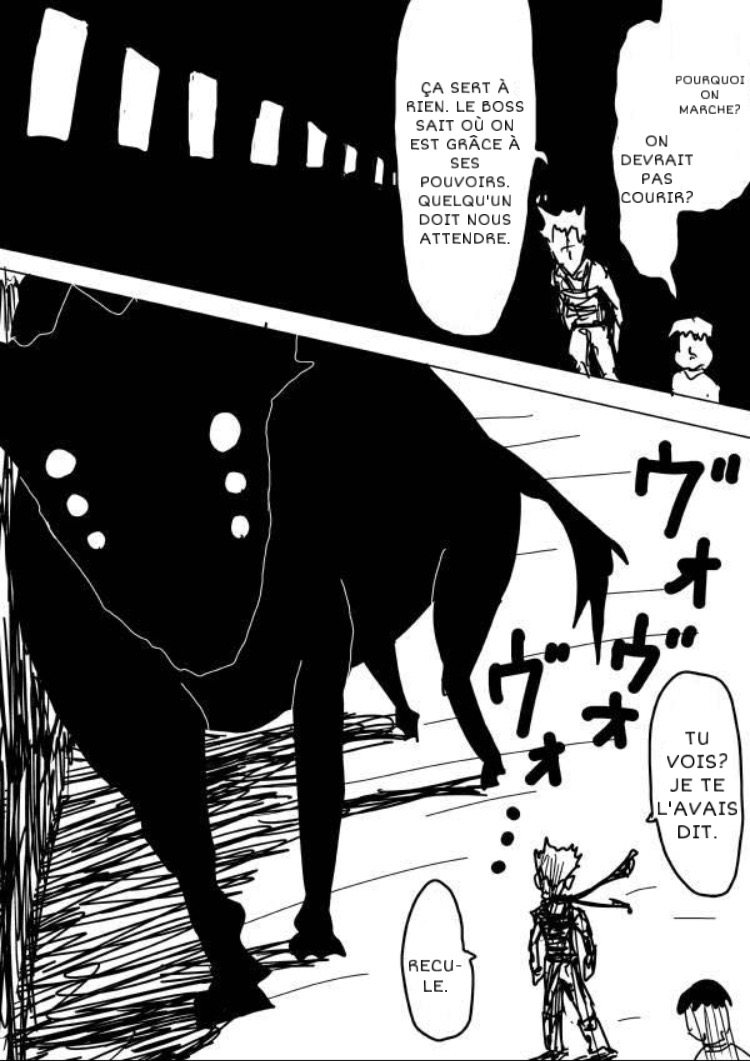 POURQUOI
ON
MARCHE?
ON
DEVRAIT
PAS
COURIR?
ÇA SERT À
RIEN. LE BOSS
SAIT OÙ ON
EST GRÂCE À
SES
POUVOIRS.
QUELQU'UN
DOIT NOUS
ATTENDRE.
ヴォ
ヴォ
ヴォ...
TU
VOIS?
JE TE
L'AVAIS
DIT.
RECU-
LE.